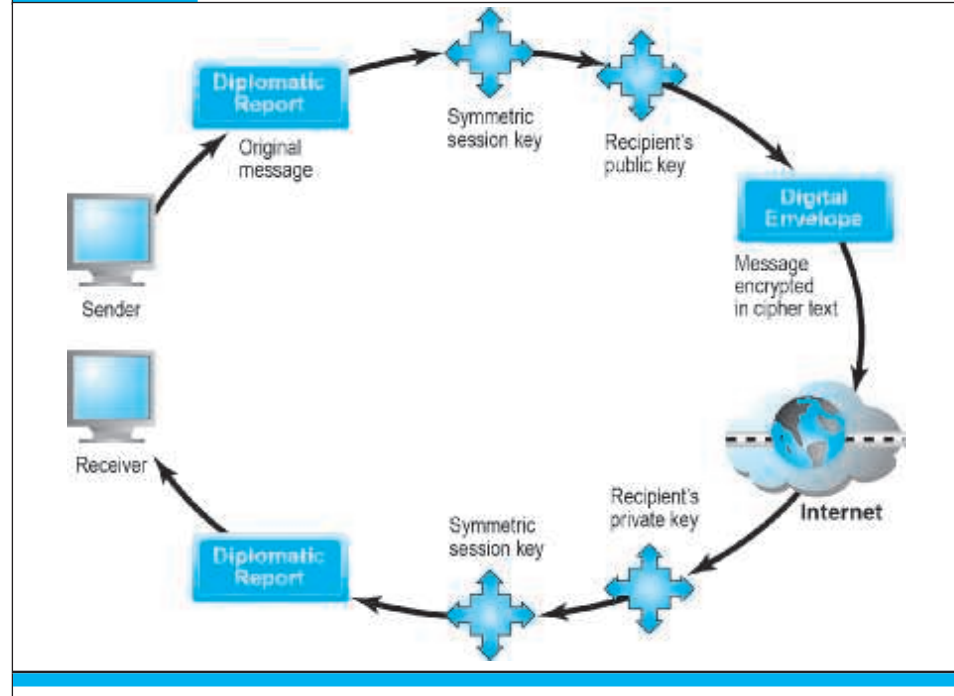 Diplomatic
Report
Original
message
Symmetric
session key
Recipient's
public key
Digital
Envelope
Message
encrypted
in cipher text
Sender
Internet
Recipient's
private key
Symmetric
session key
Diplomatic
Report
Receiver